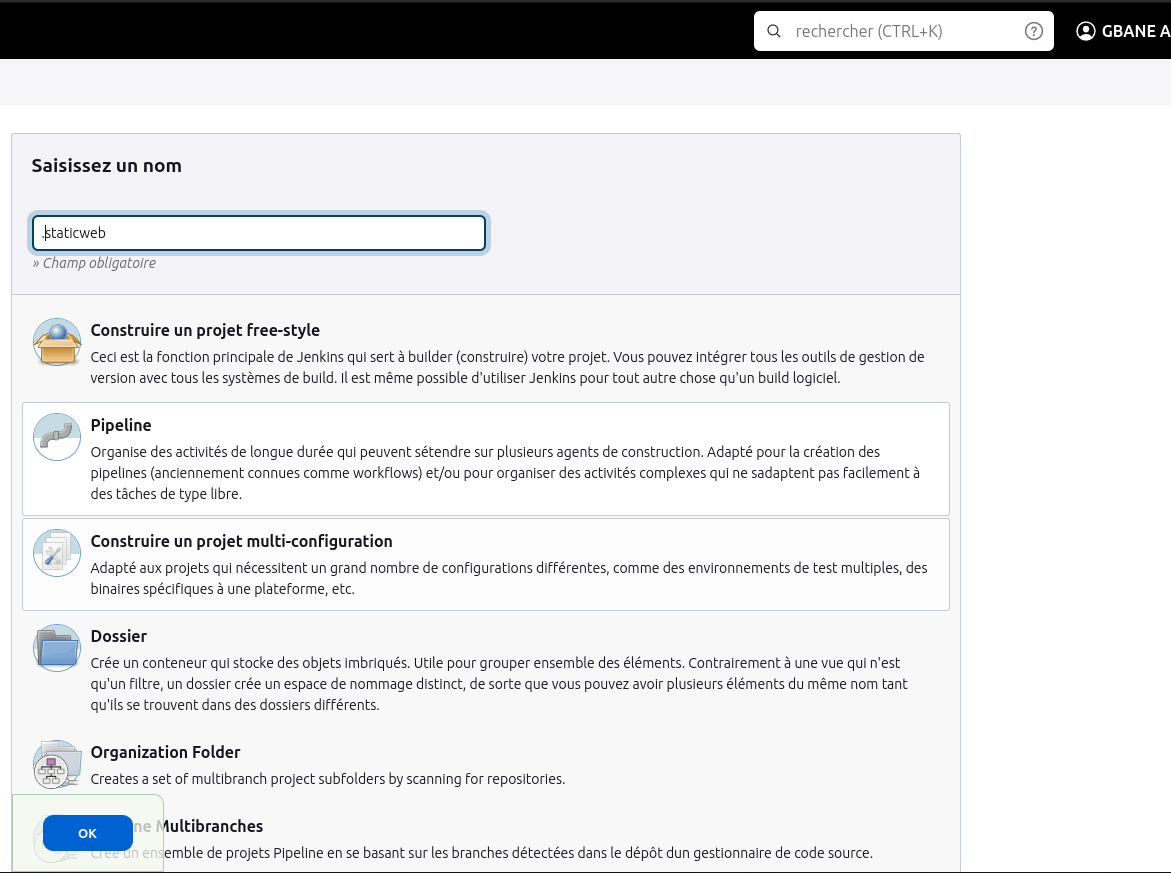 rechercher (CTRL+K)
GBANE A
Saisissez un nom
.staticweb
» Champ obligatoire
Construire un projet free-style
Ceci est la fonction principale de Jenkins qui sert à builder (construire) votre projet. Vous pouvez intégrer tous les outils de gestion de
version avec tous les systèmes de build. Il est même possible d'utiliser Jenkins pour tout autre chose qu'un build logiciel.
Pipeline
Organise des activités de longue durée qui peuvent sétendre sur plusieurs agents de construction. Adapté pour la création des
pipelines (anciennement connues comme workflows) et/ou pour organiser des activités complexes qui ne sadaptent pas facilement à
des tâches de type libre.
Construire un projet multi-configuration
Adapté aux projets qui nécessitent un grand nombre de configurations différentes, comme des environnements de test multiples, des
binaires spécifiques à une plateforme, etc.
Dossier
Crée un conteneur qui stocke des objets imbriqués. Utile pour grouper ensemble des éléments. Contrairement à une vue qui n'est
qu'un filtre, un dossier crée un espace de nommage distinct, de sorte que vous pouvez avoir plusieurs éléments du même nom tant
qu'ils se trouvent dans des dossiers différents.
Organization Folder
Creates a set of multibranch project subfolders by scanning for repositories.
ne Multibranches
Crée un ensemble de projets Pipeline en se basant sur les branches détectées dans le dépôt dun gestionnaire de code source.
OK